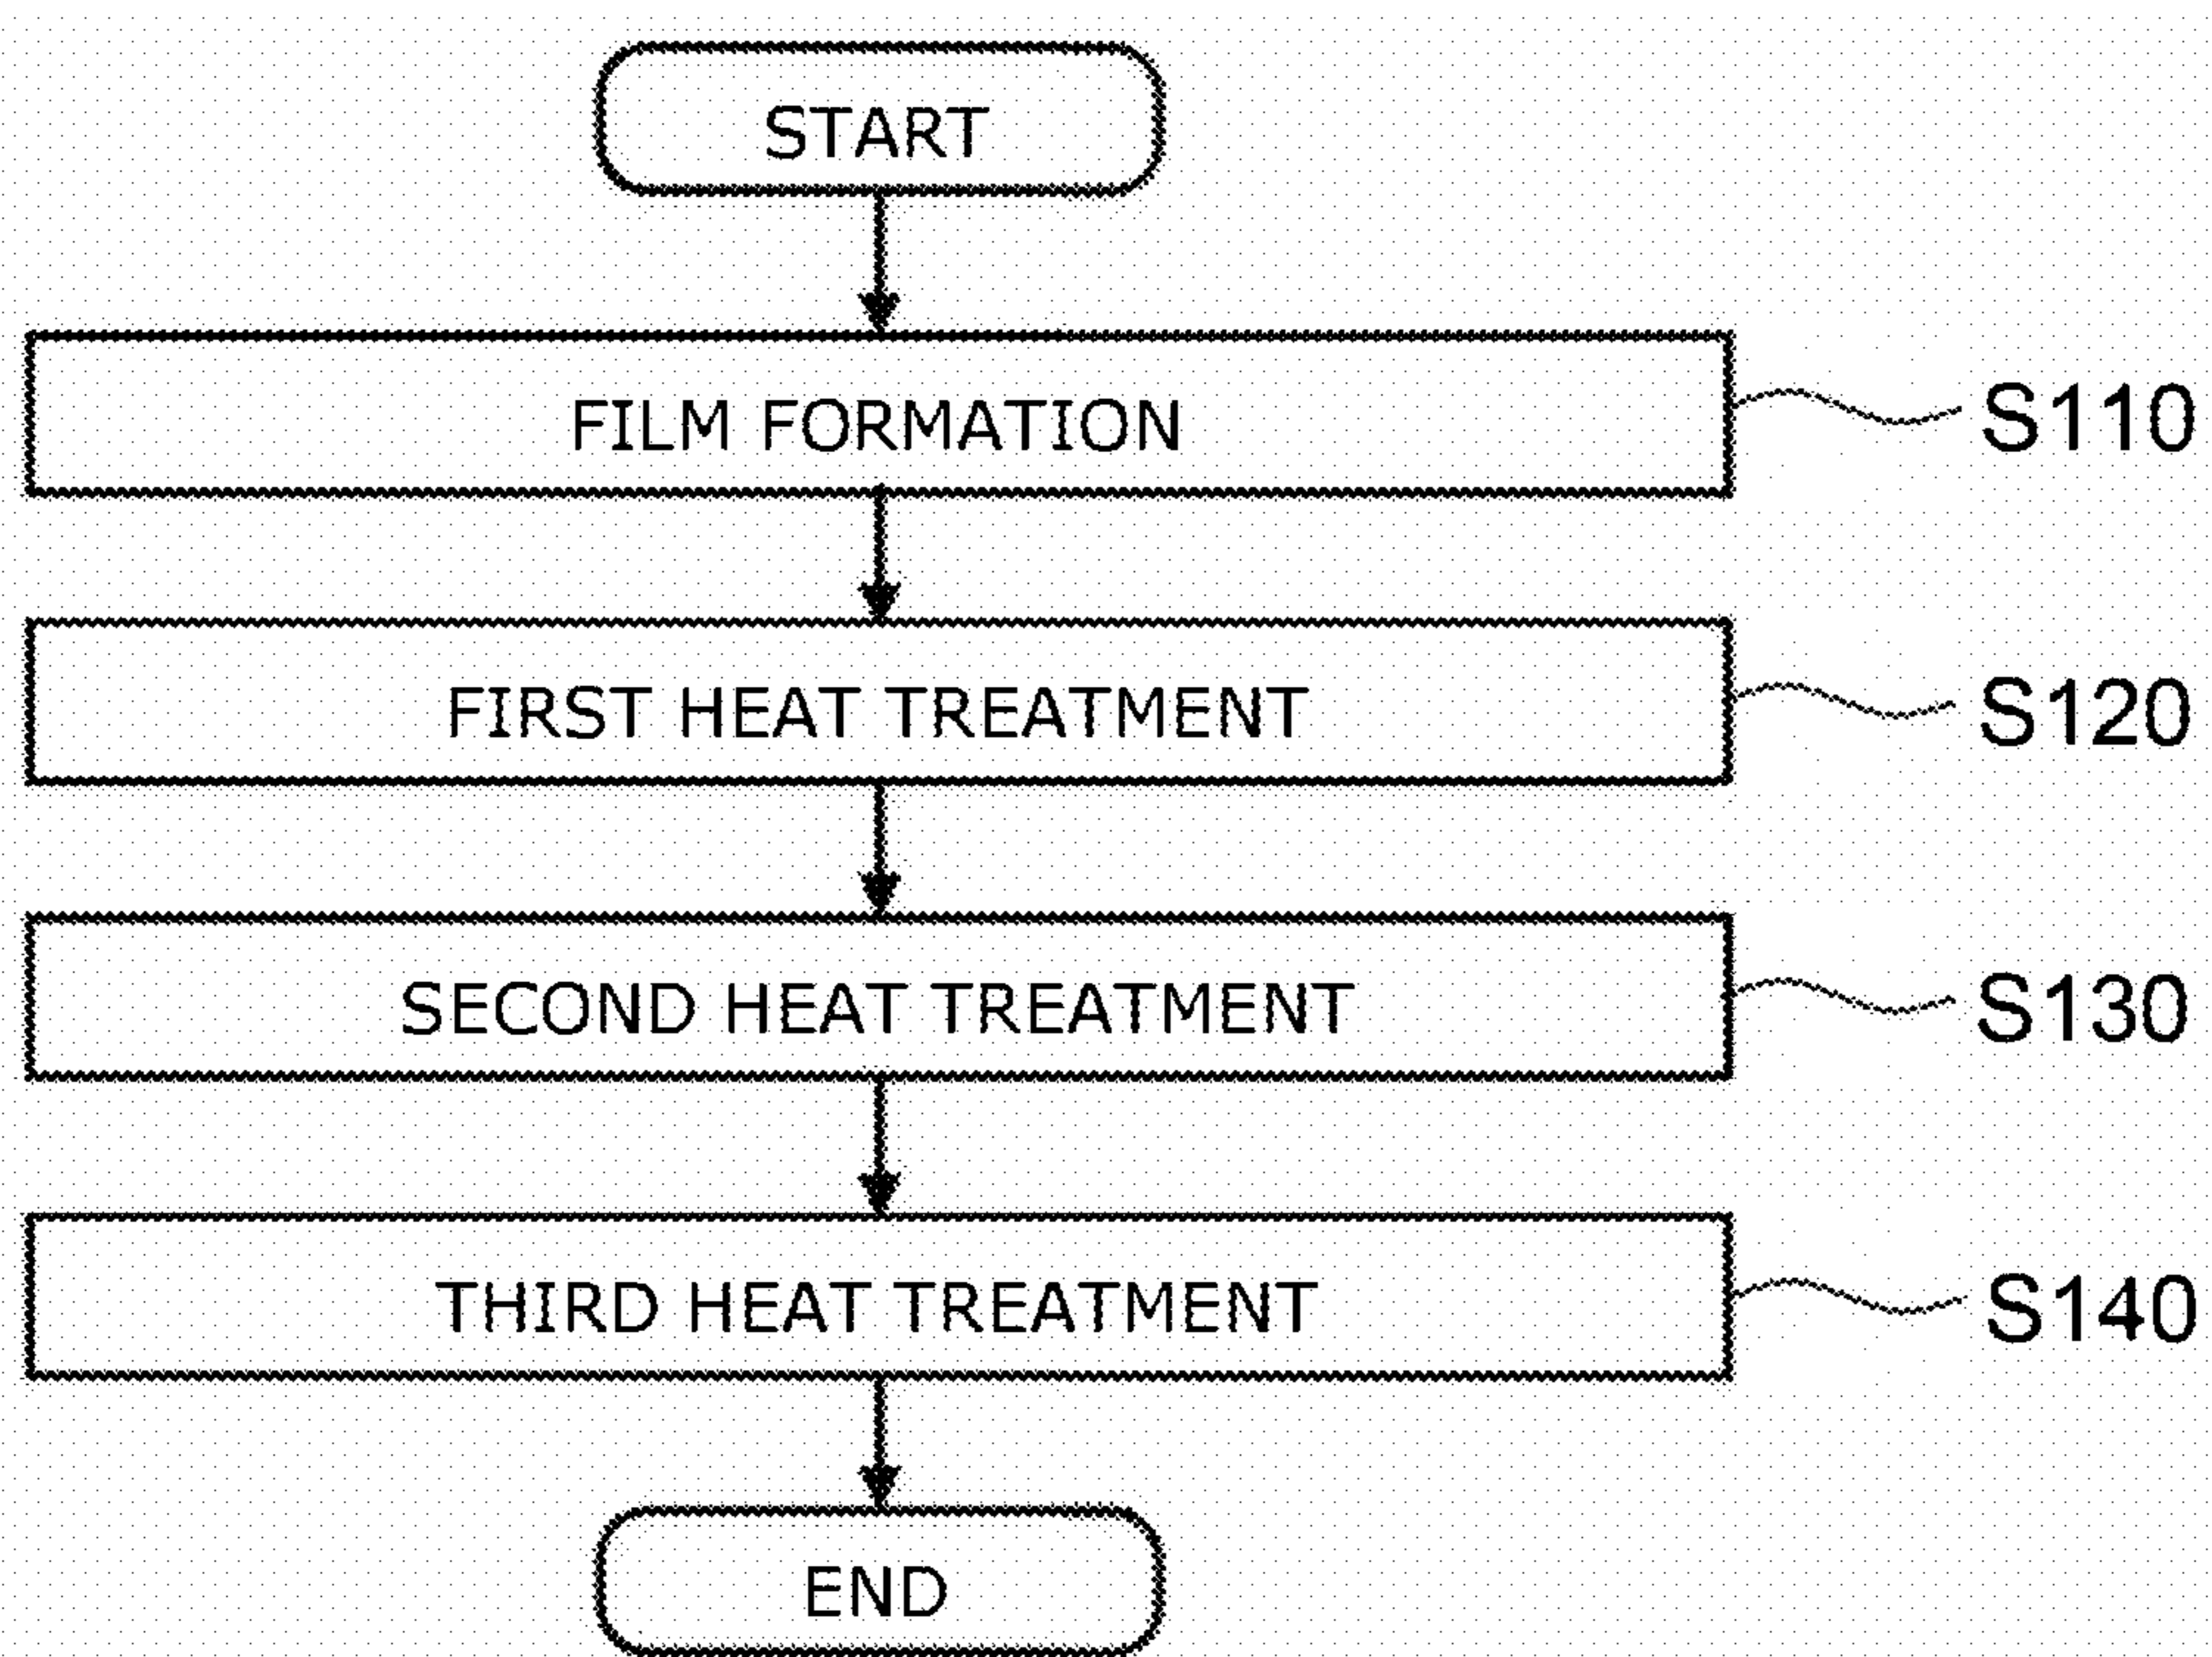 START
FILM FORMATION
S110
FIRST HEAT TREATMENT
S120
SECOND HEAT TREATMENT
S130
THIRD HEAT TREATMENT
S140
END